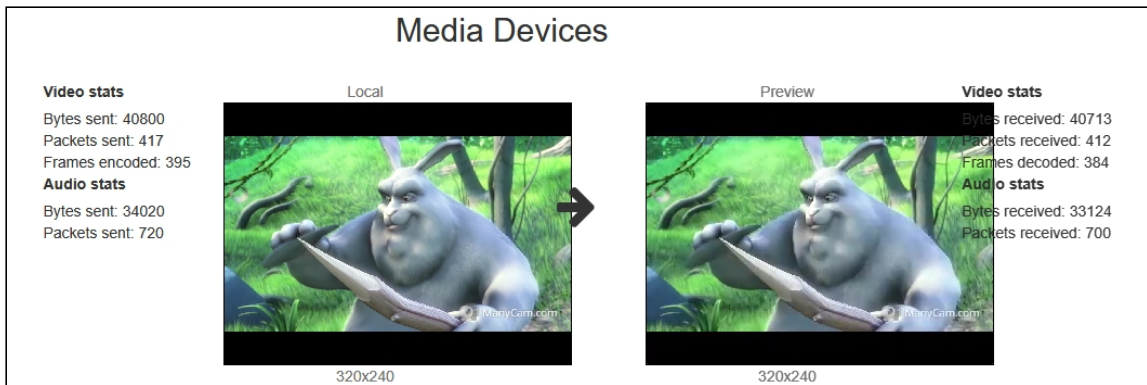 Media Devices
Video stats
Bytes sent: 40800
Packets sent: 417
Frames encoded: 395
Audio stats
Bytes sent: 34020
Packets sent: 720
Local
ManyCam.com
320x240
Preview
ManyCam.com
320x240
Video stats
Bytes received: 40713
Packets received: 412
Frames decoded: 384
Audio stats
Bytes received: 33124
Packets received: 700